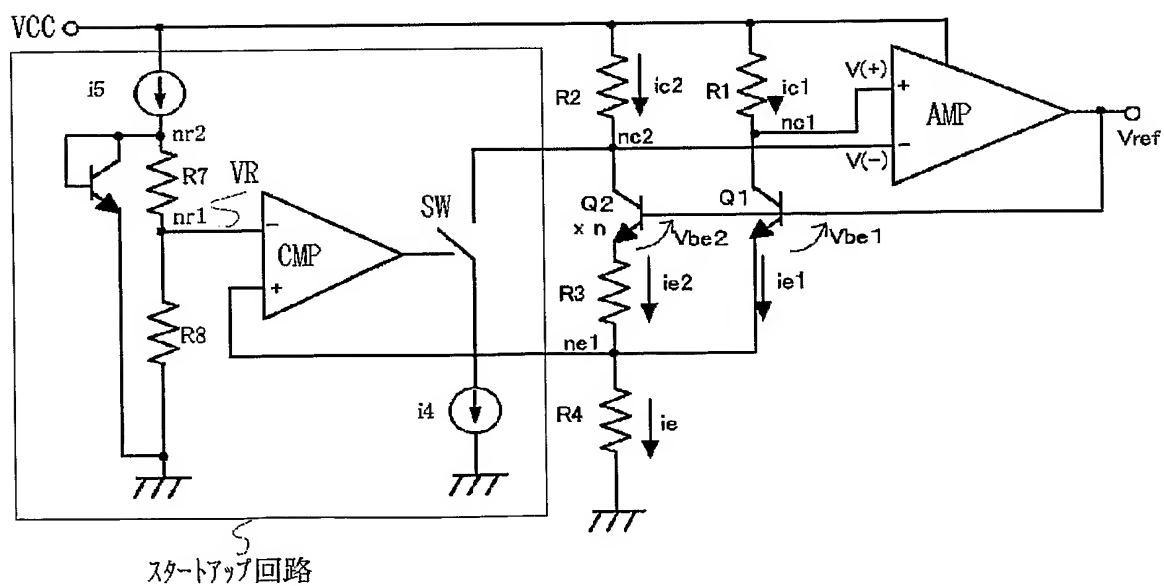 VCC
i5
nr2
R7
VR
nr1
R8
CMP
-
+
SW
i4
スタートアップ回路
R2
ic2
R1
ic1
nc2
nc1
V(+)
V(-)
+
-
AMP
Vref
Q2
x n
Q1
Vbe2
Vbe1
R3
ie2
ie1
ne1
R4
ie